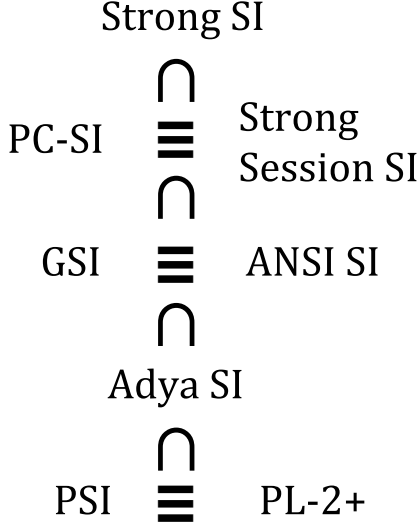 Strong SI
∩
PC-SI ≡ Strong Session SI
∩
GSI ≡ ANSI SI
∩
Adya SI
∩
PSI ≡ PL-2+